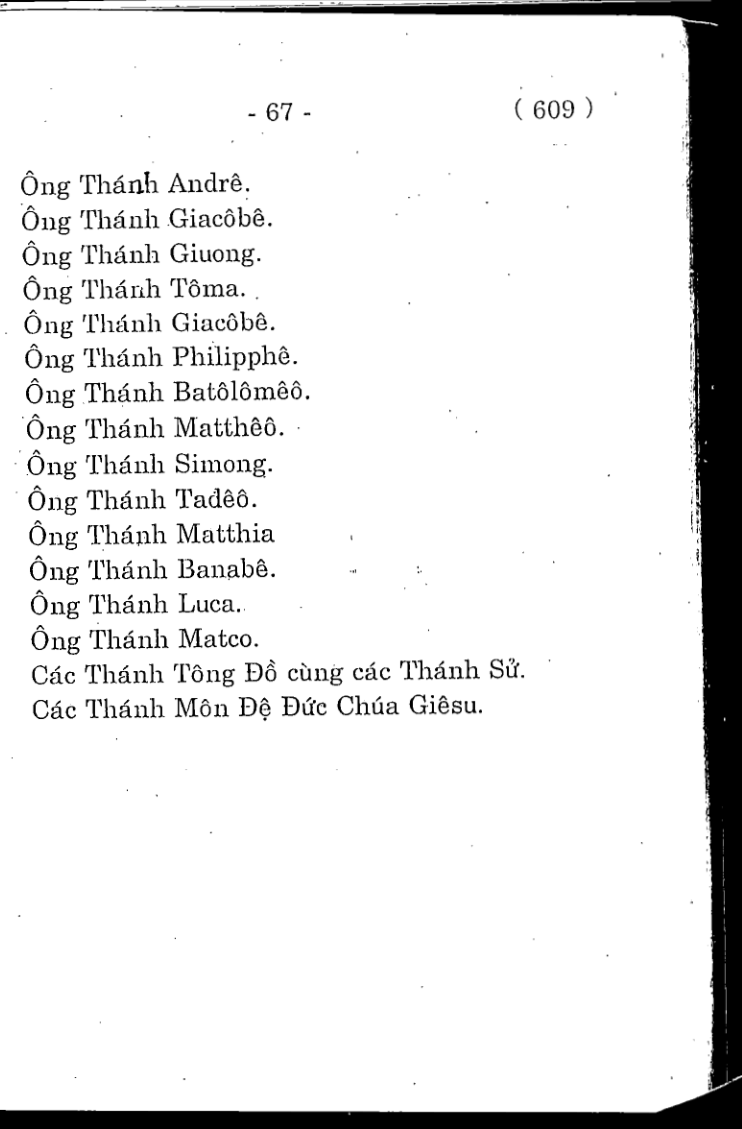 - 67 - ( 609 )
Ông Thánh Andrê.
Ông Thánh Giacôbê.
Ông Thánh Giuong.
Ông Thánh Tôma.
Ông Thánh Giacôbê.
Ông Thánh Philipphê.
Ông Thánh Batôlômêô.
Ông Thánh Matthêô.
Ông Thánh Simong.
Ông Thánh Tadêô.
Ông Thánh Matthia
Ông Thánh Banabê.
Ông Thánh Luca.
Ông Thánh Matco.
Các Thánh Tông Đồ cùng các Thánh Sử.
Các Thánh Môn Đệ Đức Chúa Giêsu.